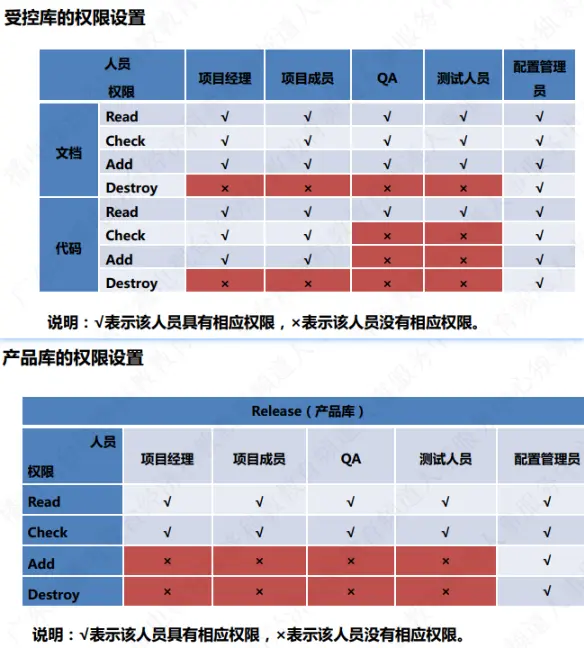 受控库的权限设置
人员
权限 项目经理 项目成员 QA 测试人员 配置管理员
文档
Read √ √ √ √ √
Check √ √ √ √ √
Add √ √ √ √ √
Destroy × × × × √
代码
Read √ √ √ √ √
Check √ √ × × √
Add √ √ × × √
Destroy × × × × √
说明：√表示该人员具有相应权限，×表示该人员没有相应权限。
产品库的权限设置
Release（产品库）
人员
权限 项目经理 项目成员 QA 测试人员 配置管理员
Read √ √ √ √ √
Check √ √ √ √ √
Add × × × × √
Destroy × × × × √
说明：√表示该人员具有相应权限，×表示该人员没有相应权限。